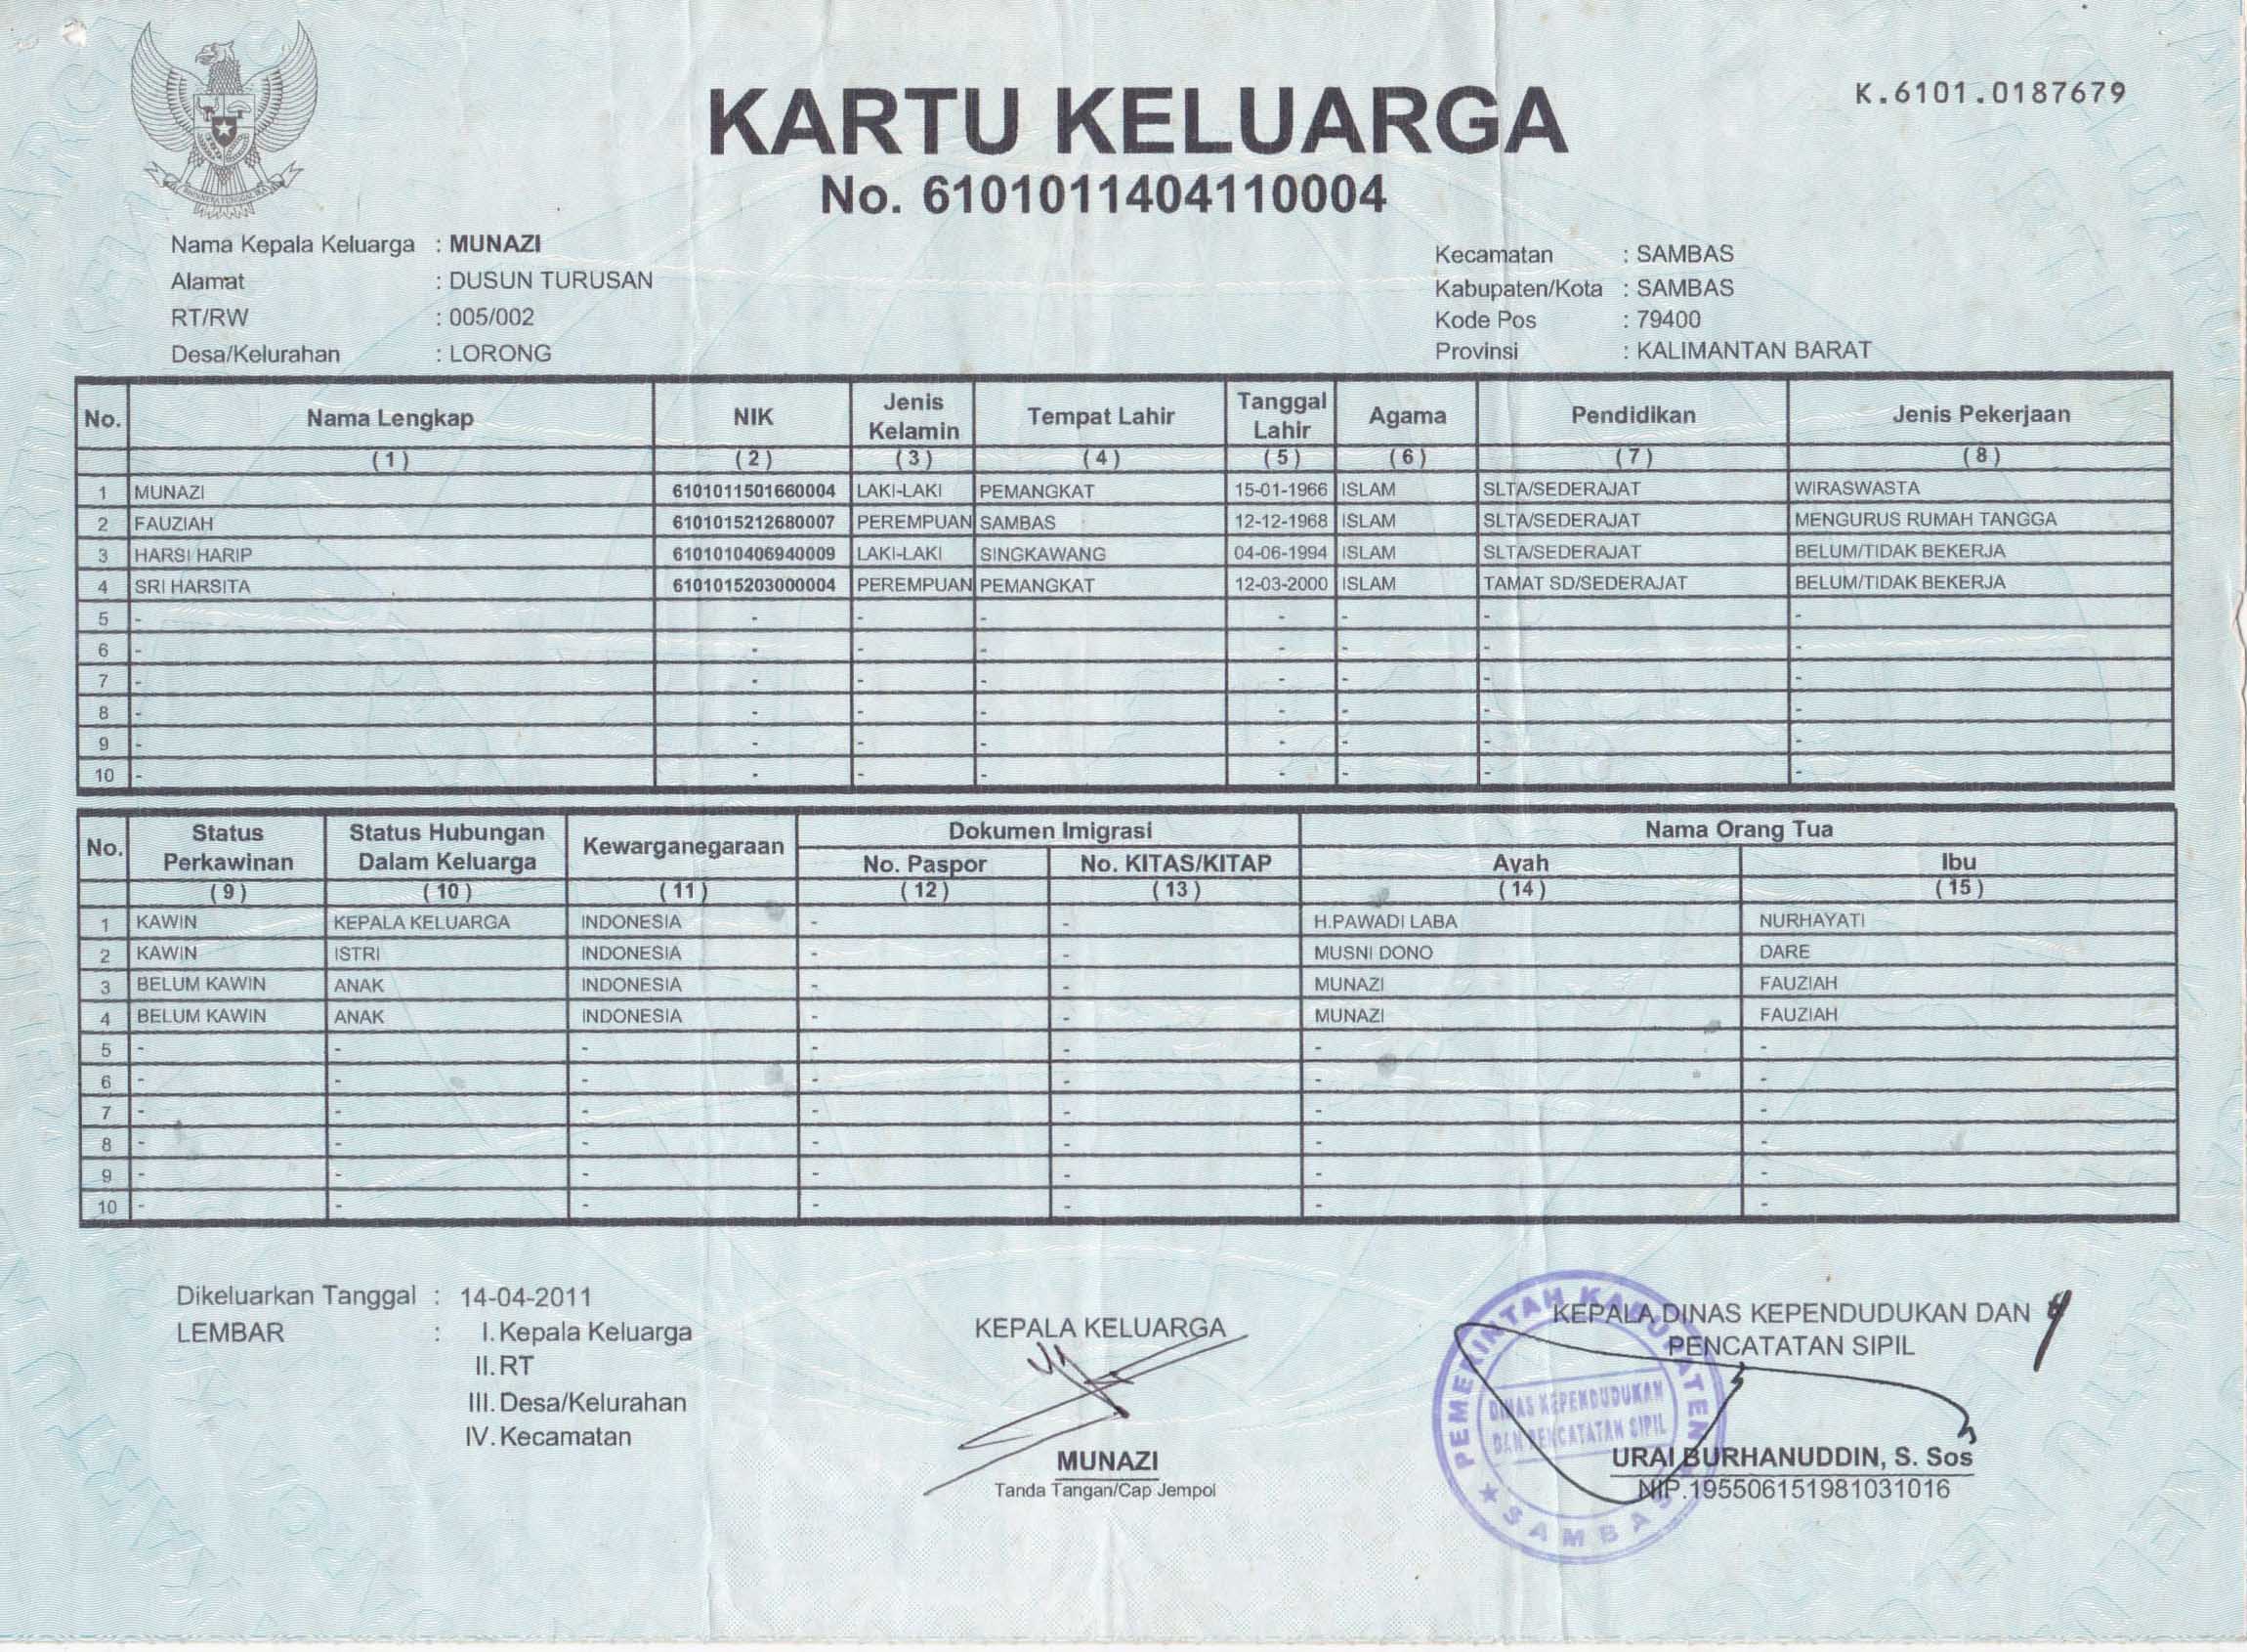 K.6101.0187679
KARTU KELUARGA
No. 6101011404110004
Nama Kepala Keluarga : MUNAZI
Alamat : DUSUN TURUSAN
RT/RW : 005/002
Desa/Kelurahan : LORONG
Kecamatan : SAMBAS
Kabupaten/Kota : SAMBAS
Kode Pos : 79400
Provinsi : KALIMANTAN BARAT
No. Nama Lengkap NIK Jenis Kelamin Tempat Lahir Tanggal Lahir Agama Pendidikan Jenis Pekerjaan
(1) (2) (3) (4) (5) (6) (7) (8)
1 MUNAZI 6101011501660004 LAKI-LAKI PEMANGKAT 15-01-1966 ISLAM SLTA/SEDERAJAT WIRASWASTA
2 FAUZIAH 6101015212680007 PEREMPUAN SAMBAS 12-12-1968 ISLAM SLTA/SEDERAJAT MENGURUS RUMAH TANGGA
3 HARSI HARIP 6101010406940009 LAKI-LAKI SINGKAWANG 04-06-1994 ISLAM SLTA/SEDERAJAT BELUM/TIDAK BEKERJA
4 SRI HARSITA 6101015203000004 PEREMPUAN PEMANGKAT 12-03-2000 ISLAM TAMAT SD/SEDERAJAT BELUM/TIDAK BEKERJA
5 - - - - - - - -
6 - - - - - - - -
7 - - - - - - - -
8 - - - - - - - -
9 - - - - - - - -
10 - - - - - - - -
No. Status Perkawinan Status Hubungan Dalam Keluarga Kewarganegaraan Dokumen Imigrasi Nama Orang Tua
No. Paspor No. KITAS/KITAP Ayah Ibu
(9) (10) (11) (12) (13) (14) (15)
1 KAWIN KEPALA KELUARGA INDONESIA - - H.PAWADI LABA NURHAYATI
2 KAWIN ISTRI INDONESIA - - MUSNI DONO DARE
3 BELUM KAWIN ANAK INDONESIA - - MUNAZI FAUZIAH
4 BELUM KAWIN ANAK INDONESIA - - MUNAZI FAUZIAH
5 - - - - - - -
6 - - - - - - -
7 - - - - - - -
8 - - - - - - -
9 - - - - - - -
10 - - - - - - -
Dikeluarkan Tanggal : 14-04-2011
LEMBAR : I. Kepala Keluarga
II. RT
III. Desa/Kelurahan
IV. Kecamatan
KEPALA KELUARGA
MUNAZI
Tanda Tangan/Cap Jempol
KEPALA DINAS KEPENDUDUKAN DAN
PENCATATAN SIPIL
PEMERINTAH KABUPATEN
DINAS KEPENDUDUKAN
DAN PENCATATAN SIPIL
SAMBAS
URAI BURHANUDDIN, S. Sos
NIP.195506151981031016